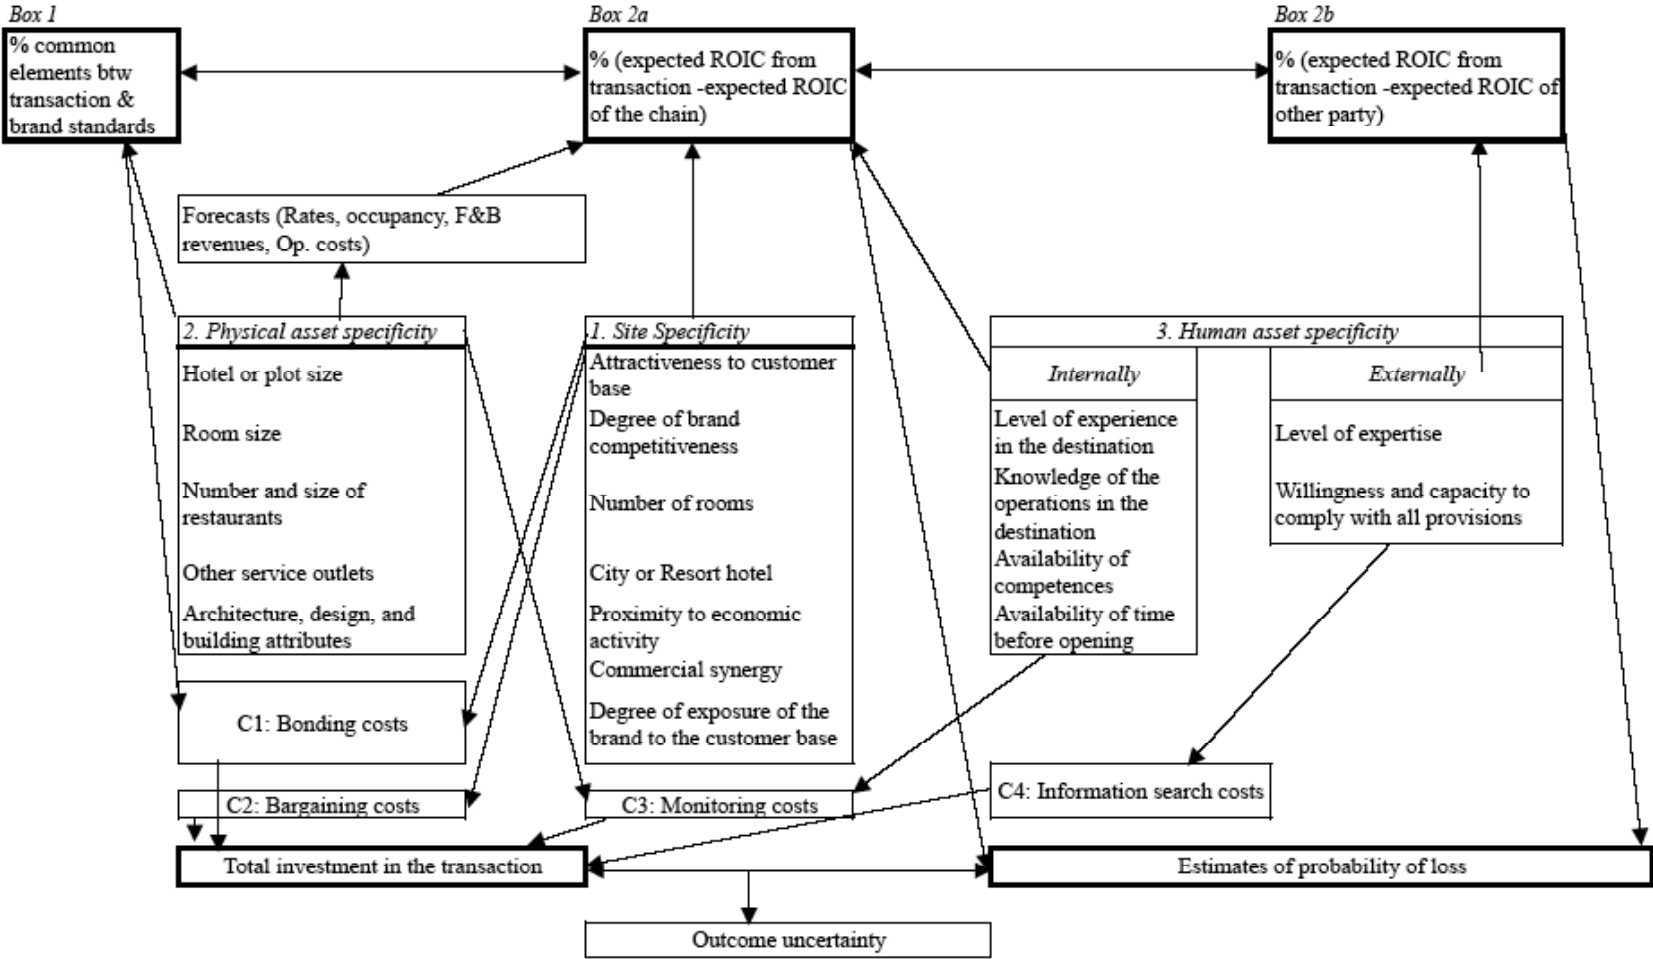 Box 1
Box 2a
Box 2b
% common
elements btw
transaction &
brand standards
% (expected ROIC from
transaction -expected ROIC
of the chain)
% (expected ROIC from
transaction -expected ROIC of
other party)
Forecasts (Rates, occupancy, F&B
revenues, Op. costs)
2. Physical asset specificity
Hotel or plot size
Room size
Number and size of
restaurants
Other service outlets
Architecture, design, and
building attributes
1. Site Specificity
Attractiveness to customer
base
Degree of brand
competitiveness
Number of rooms
City or Resort hotel
Proximity to economic
activity
Commercial synergy
Degree of exposure of the
brand to the customer base
3. Human asset specificity
Internally
Level of experience
in the destination
Knowledge of the
operations in the
destination
Availability of
competences
Availability of time
before opening
Externally
Level of expertise
Willingness and capacity to
comply with all provisions
C1: Bonding costs
C2: Bargaining costs
C3: Monitoring costs
C4: Information search costs
Total investment in the transaction
Estimates of probability of loss
Outcome uncertainty